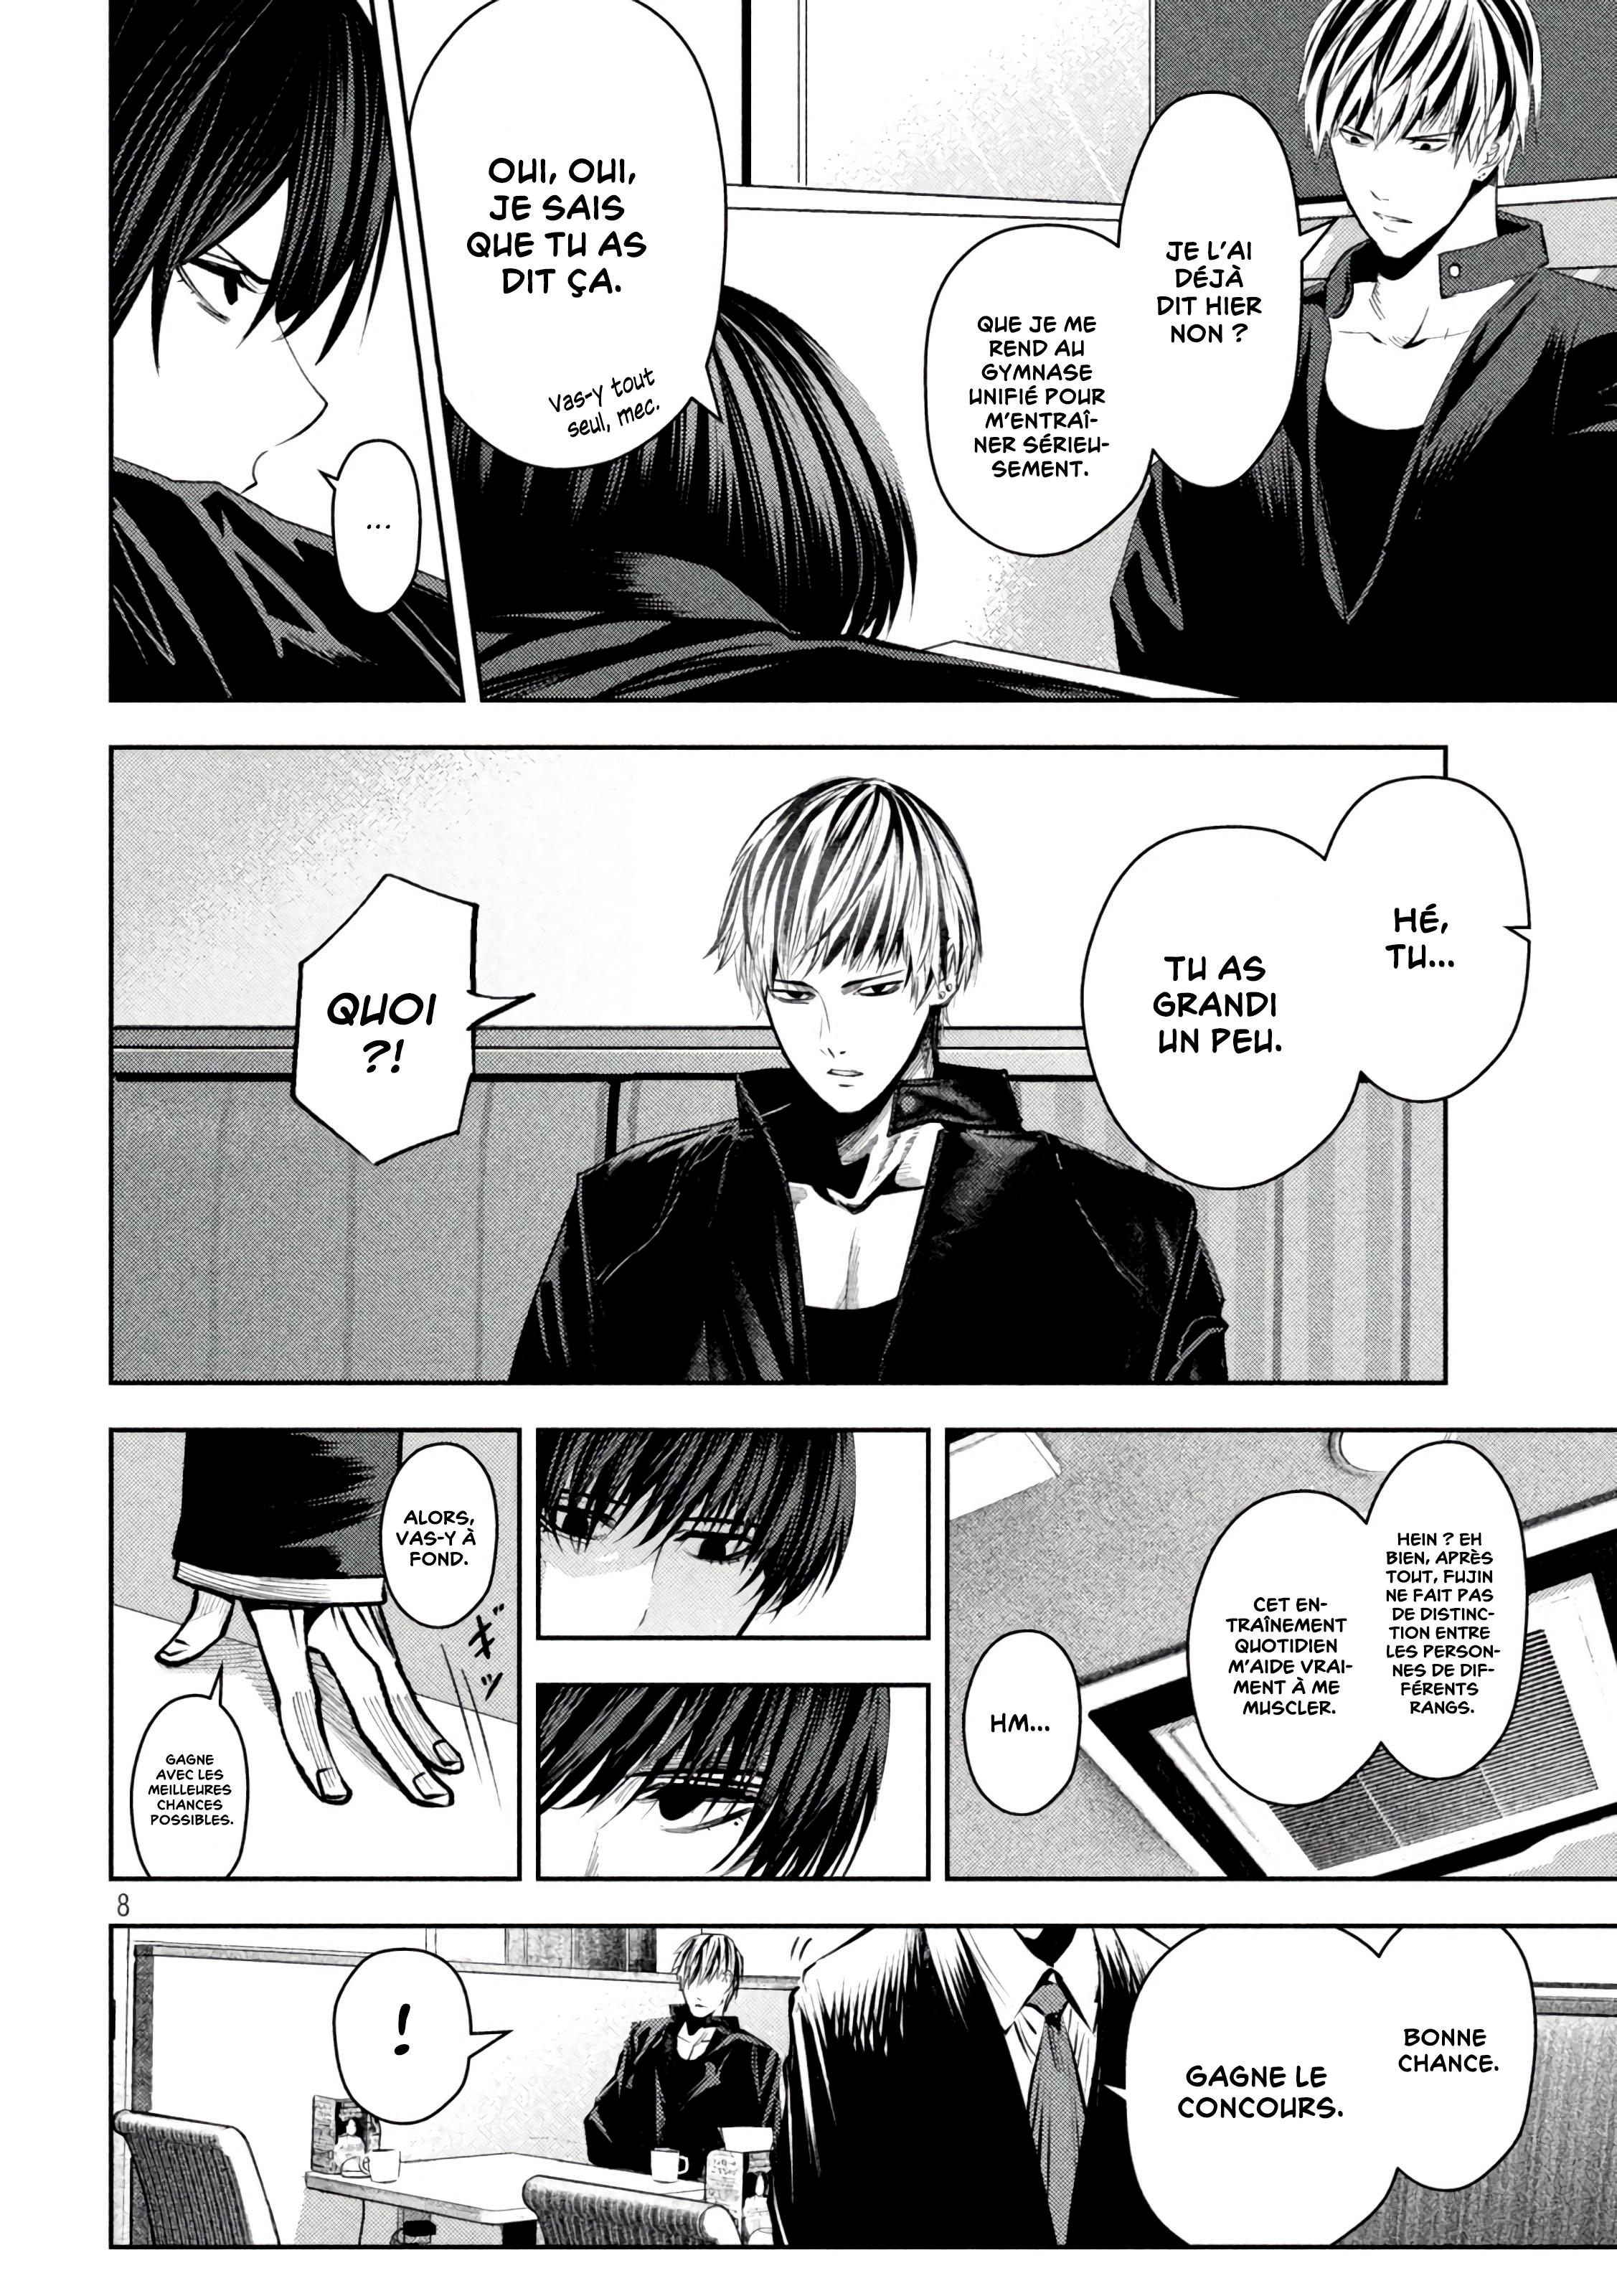 JE L'AI
DÉJÀ
DIT HIER
NON ?
QUE JE ME
REND AU
GYMNASE
UNIFIÉ POUR
M'ENTRAÎ-
NER SÉRIEU-
SEMENT.
OUI, OUI,
JE SAIS
QUE TU AS
DIT ÇA.
Vas-y tout
seul, mec.
...
HÉ,
TU...
TU AS
GRANDI
UN PEU.
QUOI
?!
HEIN ? EH
BIEN, APRÈS
TOUT, FUJIN
NE FAIT PAS
DE DISTINC-
TION ENTRE
LES PERSON-
NES DE DIF-
FÉRENTS
RANGS.
CET EN-
TRAÎNEMENT
QUOTIDIEN
M'AIDE VRAI-
MENT À ME
MUSCLER.
HM...
ALORS,
VAS-Y À
FOND.
ギッ
GAGNE
AVEC LES
MEILLEURES
CHANCES
POSSIBLES.
8
BONNE
CHANCE.
GAGNE LE
CONCOURS.
!